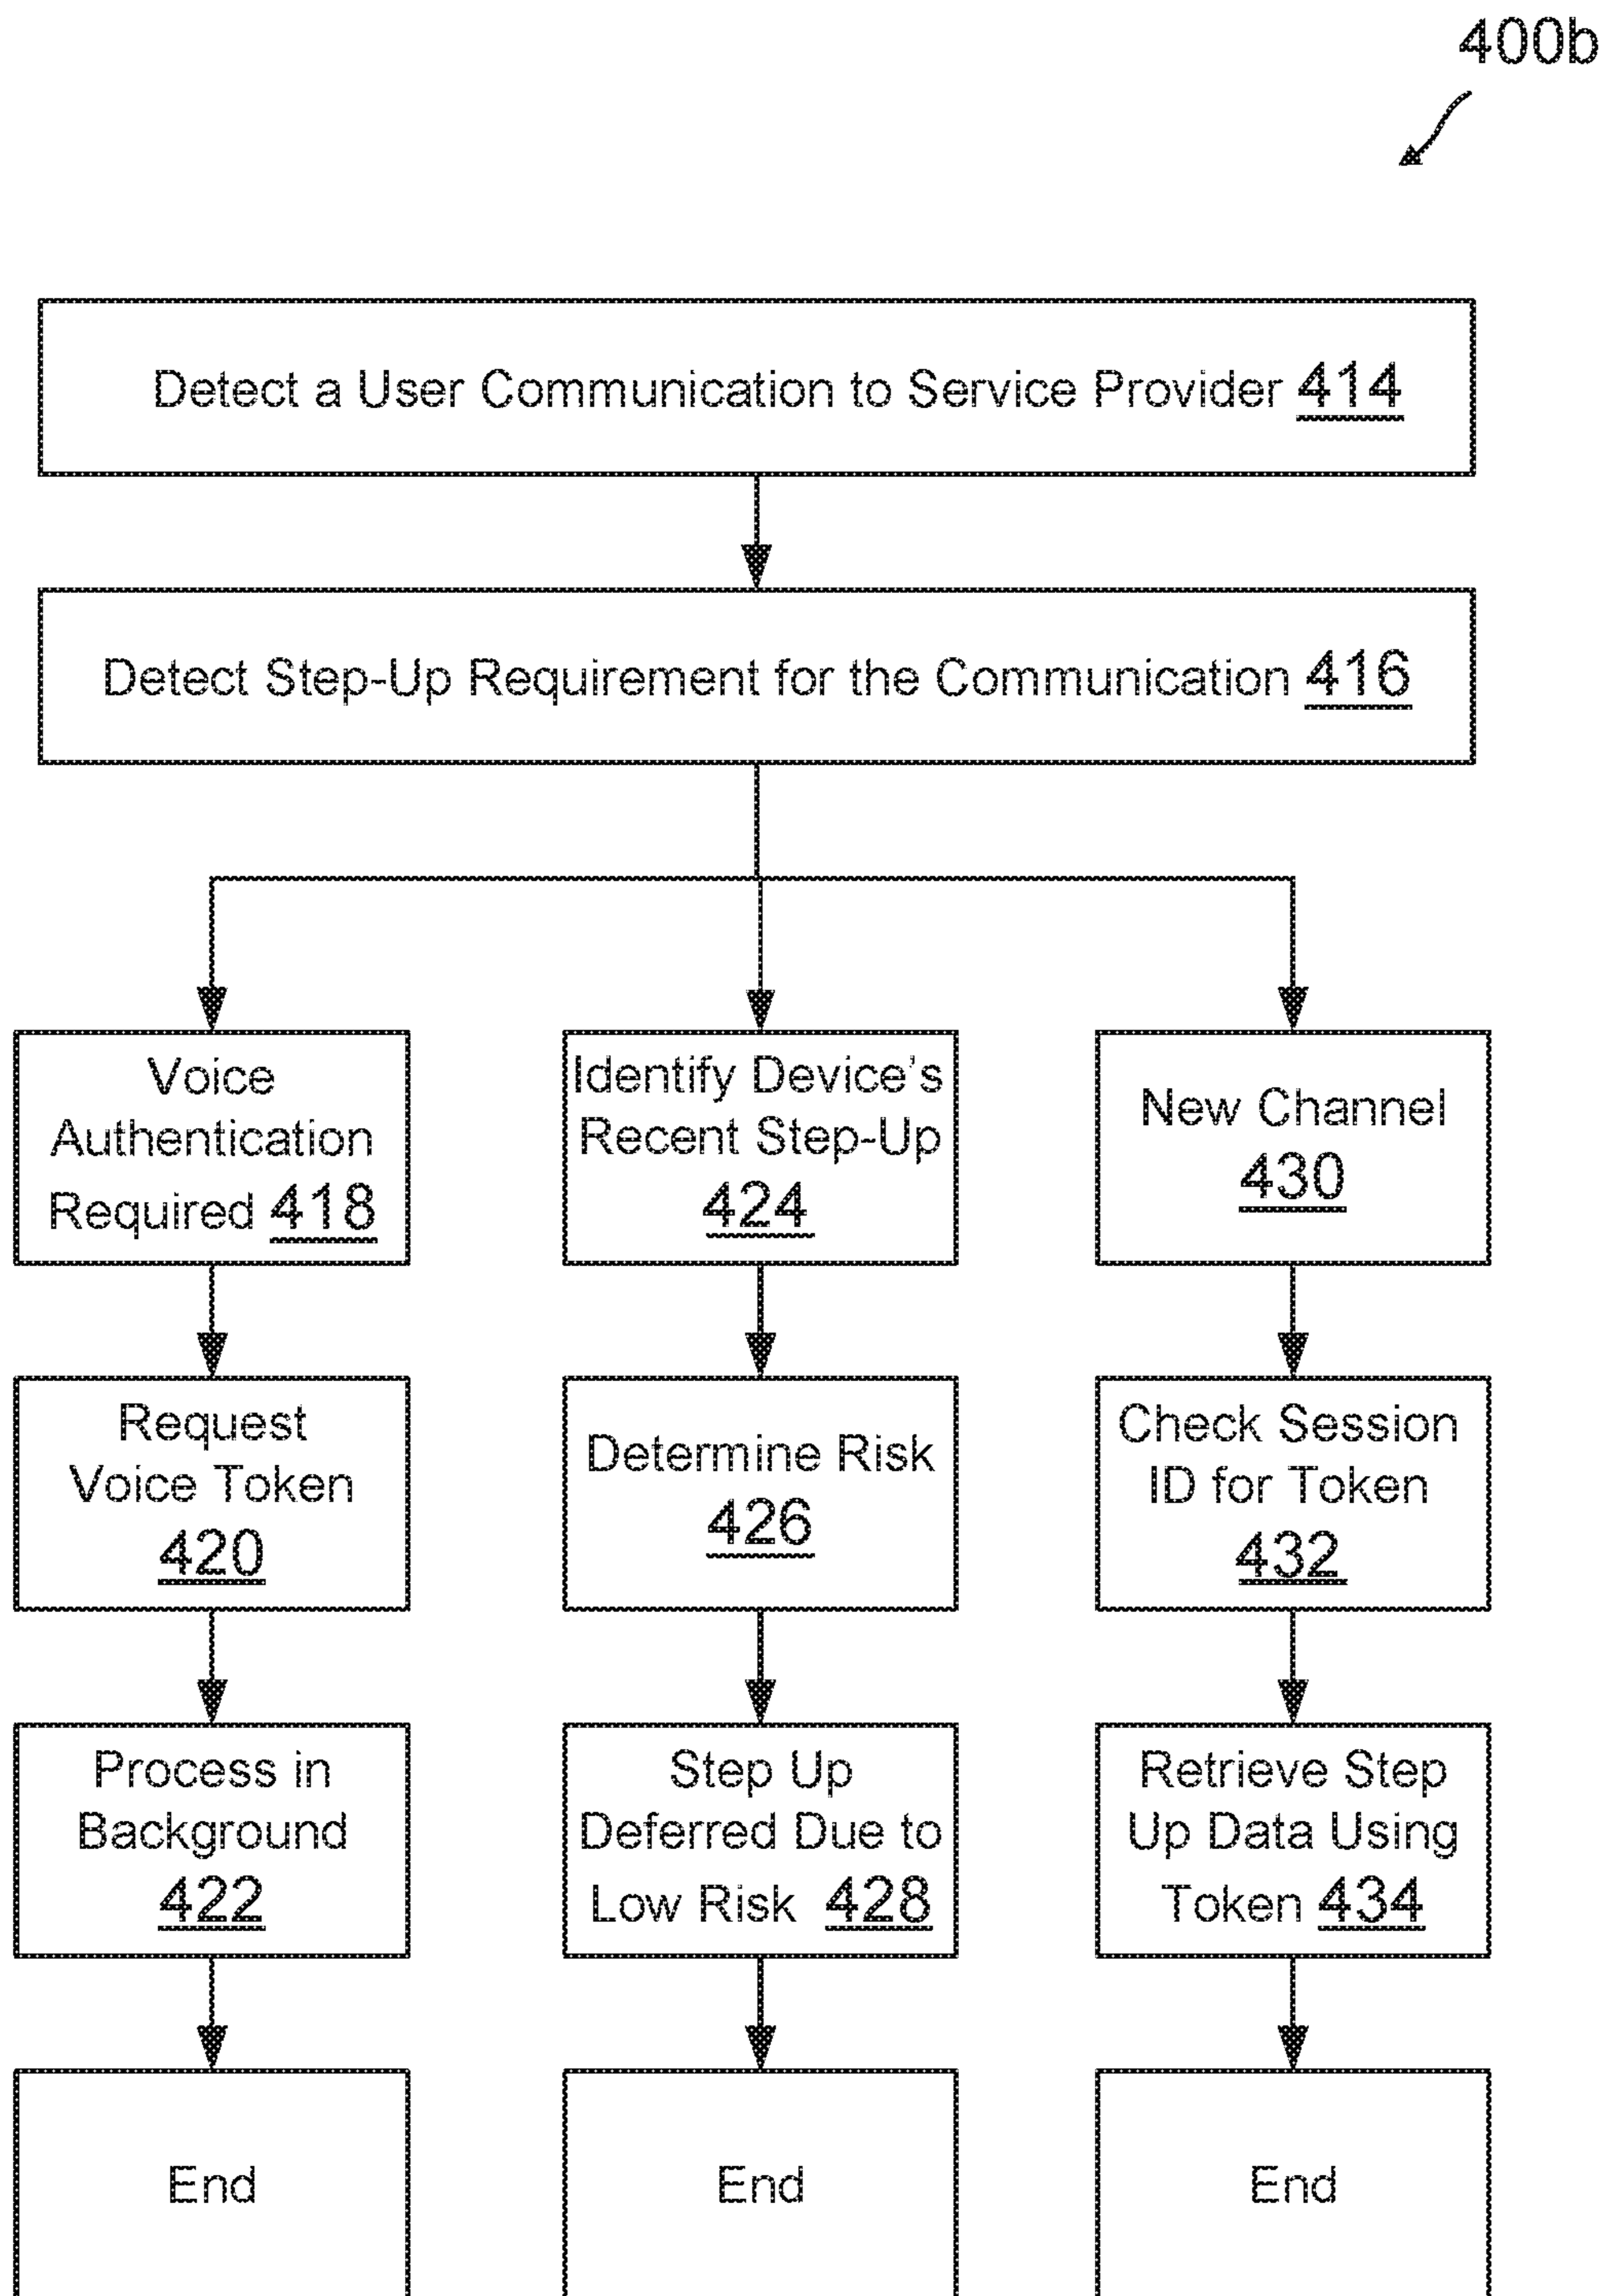 400b
Detect a User Communication to Service Provider 414
Detect Step-Up Requirement for the Communication 416
Voice
Authentication
Required 418
Request
Voice Token
420
Process in
Background
422
End
Identify Device's
Recent Step-Up
424
Determine Risk
426
Step Up
Deferred Due to
Low Risk 428
End
New Channel
430
Check Session
ID for Token
432
Retrieve Step
Up Data Using
Token 434
End